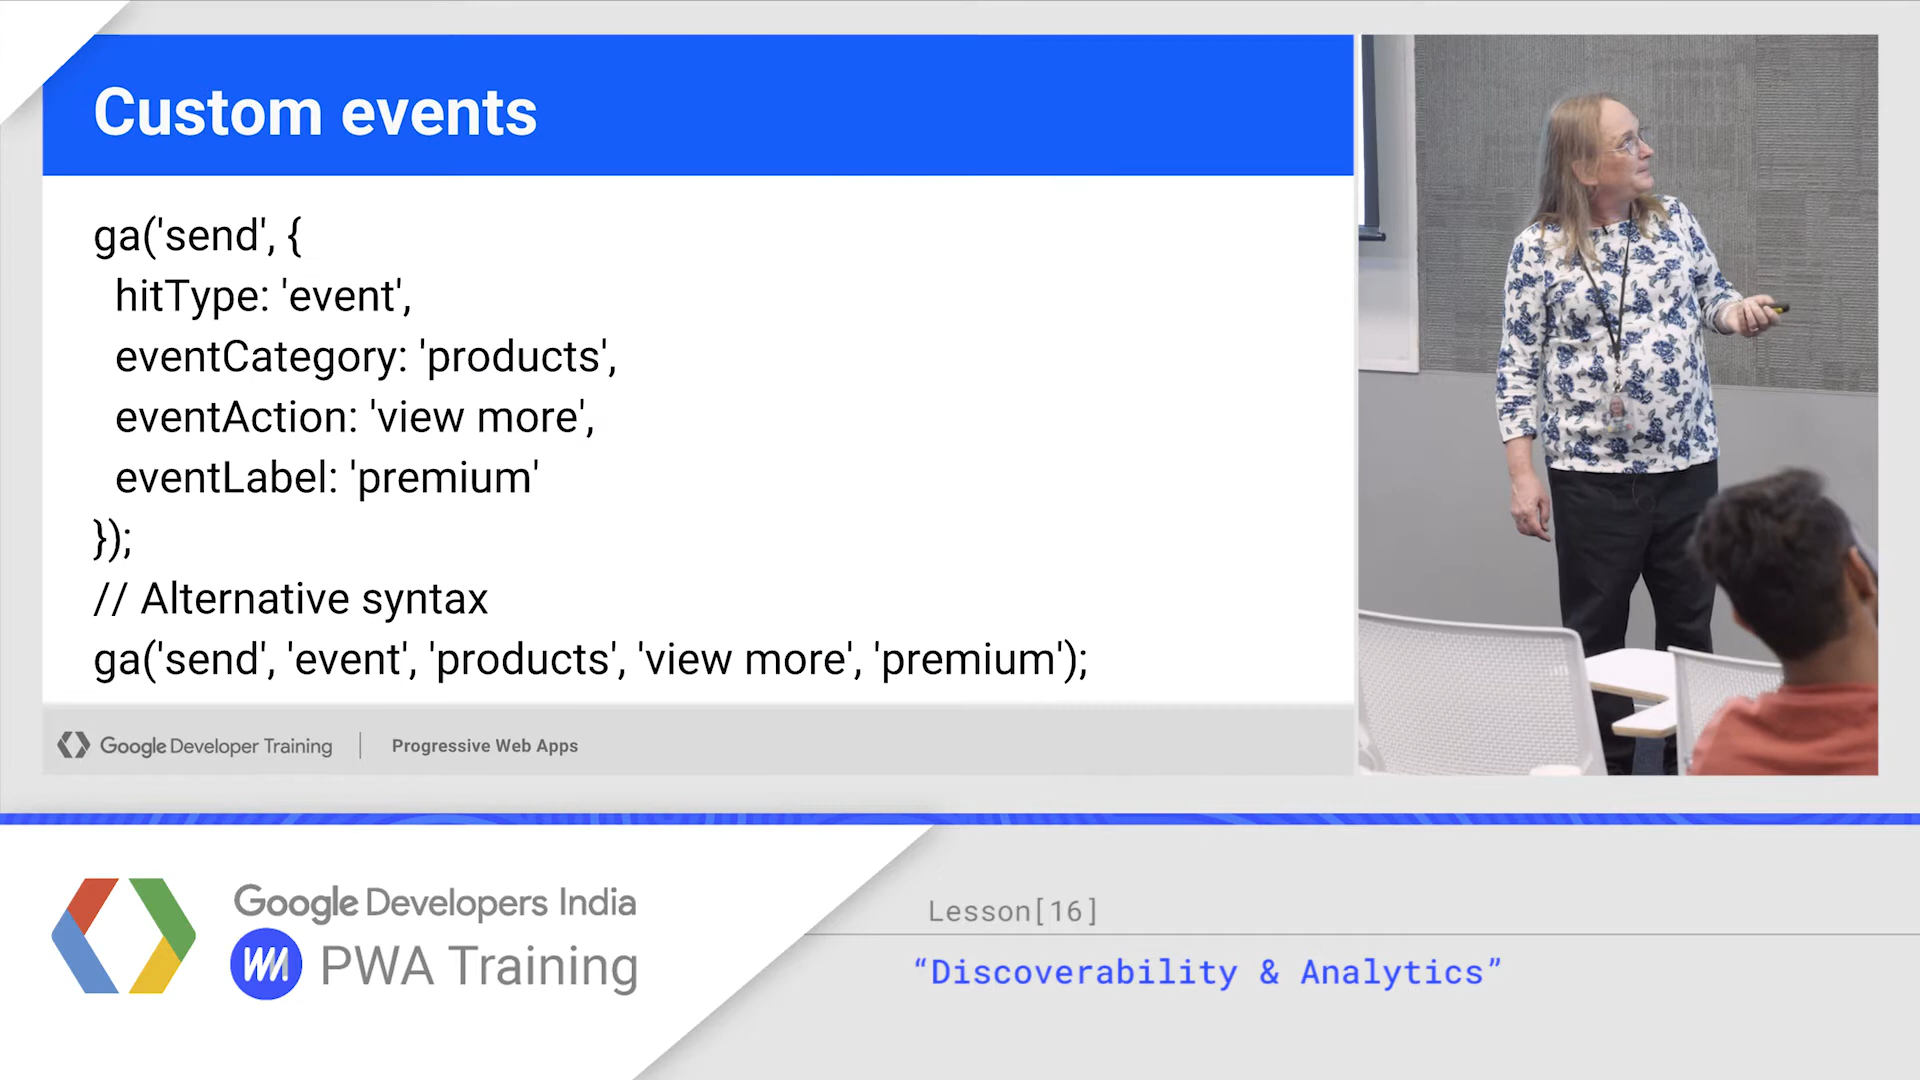 Custom events
ga('send', {
hitType: 'event',
eventCategory: 'products',
eventAction: 'view more',
eventLabel: 'premium'
});
// Alternative syntax
ga('send', 'event', 'products', 'view more', 'premium');
Google Developer Training
Progressive Web Apps
Google Developers India
PWA Training
Lesson[16]
“Discoverability & Analytics”